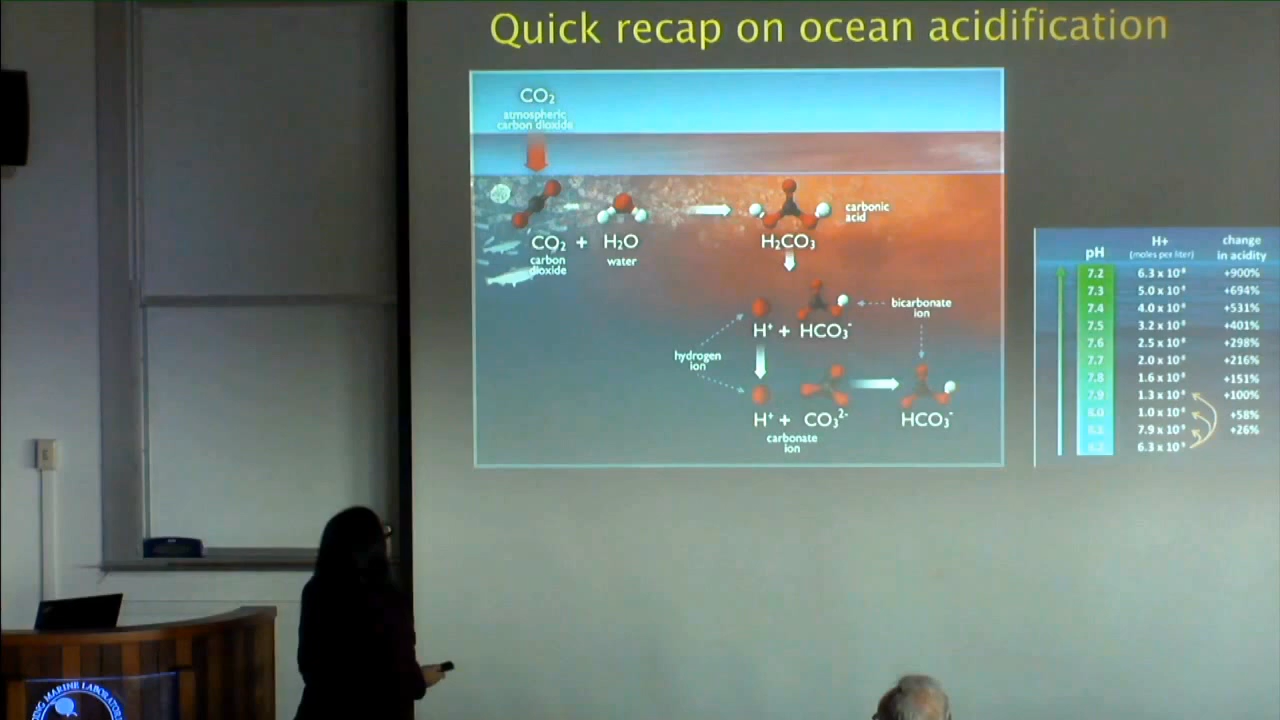 Quick recap on ocean acidification
CO₂
atmospheric
carbon dioxide
CO₂ + H₂O
carbon
dioxide
water
H₂CO₃
carbonic
acid
H⁺ + HCO₃⁻
bicarbonate
ion
hydrogen
ion
H⁺ + CO₃²⁻
carbonate
ion
HCO₃⁻
pH H+ (moles per liter) change in acidity
7.2 6.3 x 10⁻⁸ +900%
7.3 5.0 x 10⁻⁸ +694%
7.4 4.0 x 10⁻⁸ +531%
7.5 3.2 x 10⁻⁸ +401%
7.6 2.5 x 10⁻⁸ +298%
7.7 2.0 x 10⁻⁸ +216%
7.8 1.6 x 10⁻⁸ +151%
7.9 1.3 x 10⁻⁸ +100%
8.0 1.0 x 10⁻⁸ +58%
8.1 7.9 x 10⁻⁹ +26%
6.3 x 10⁻⁹
MARINE